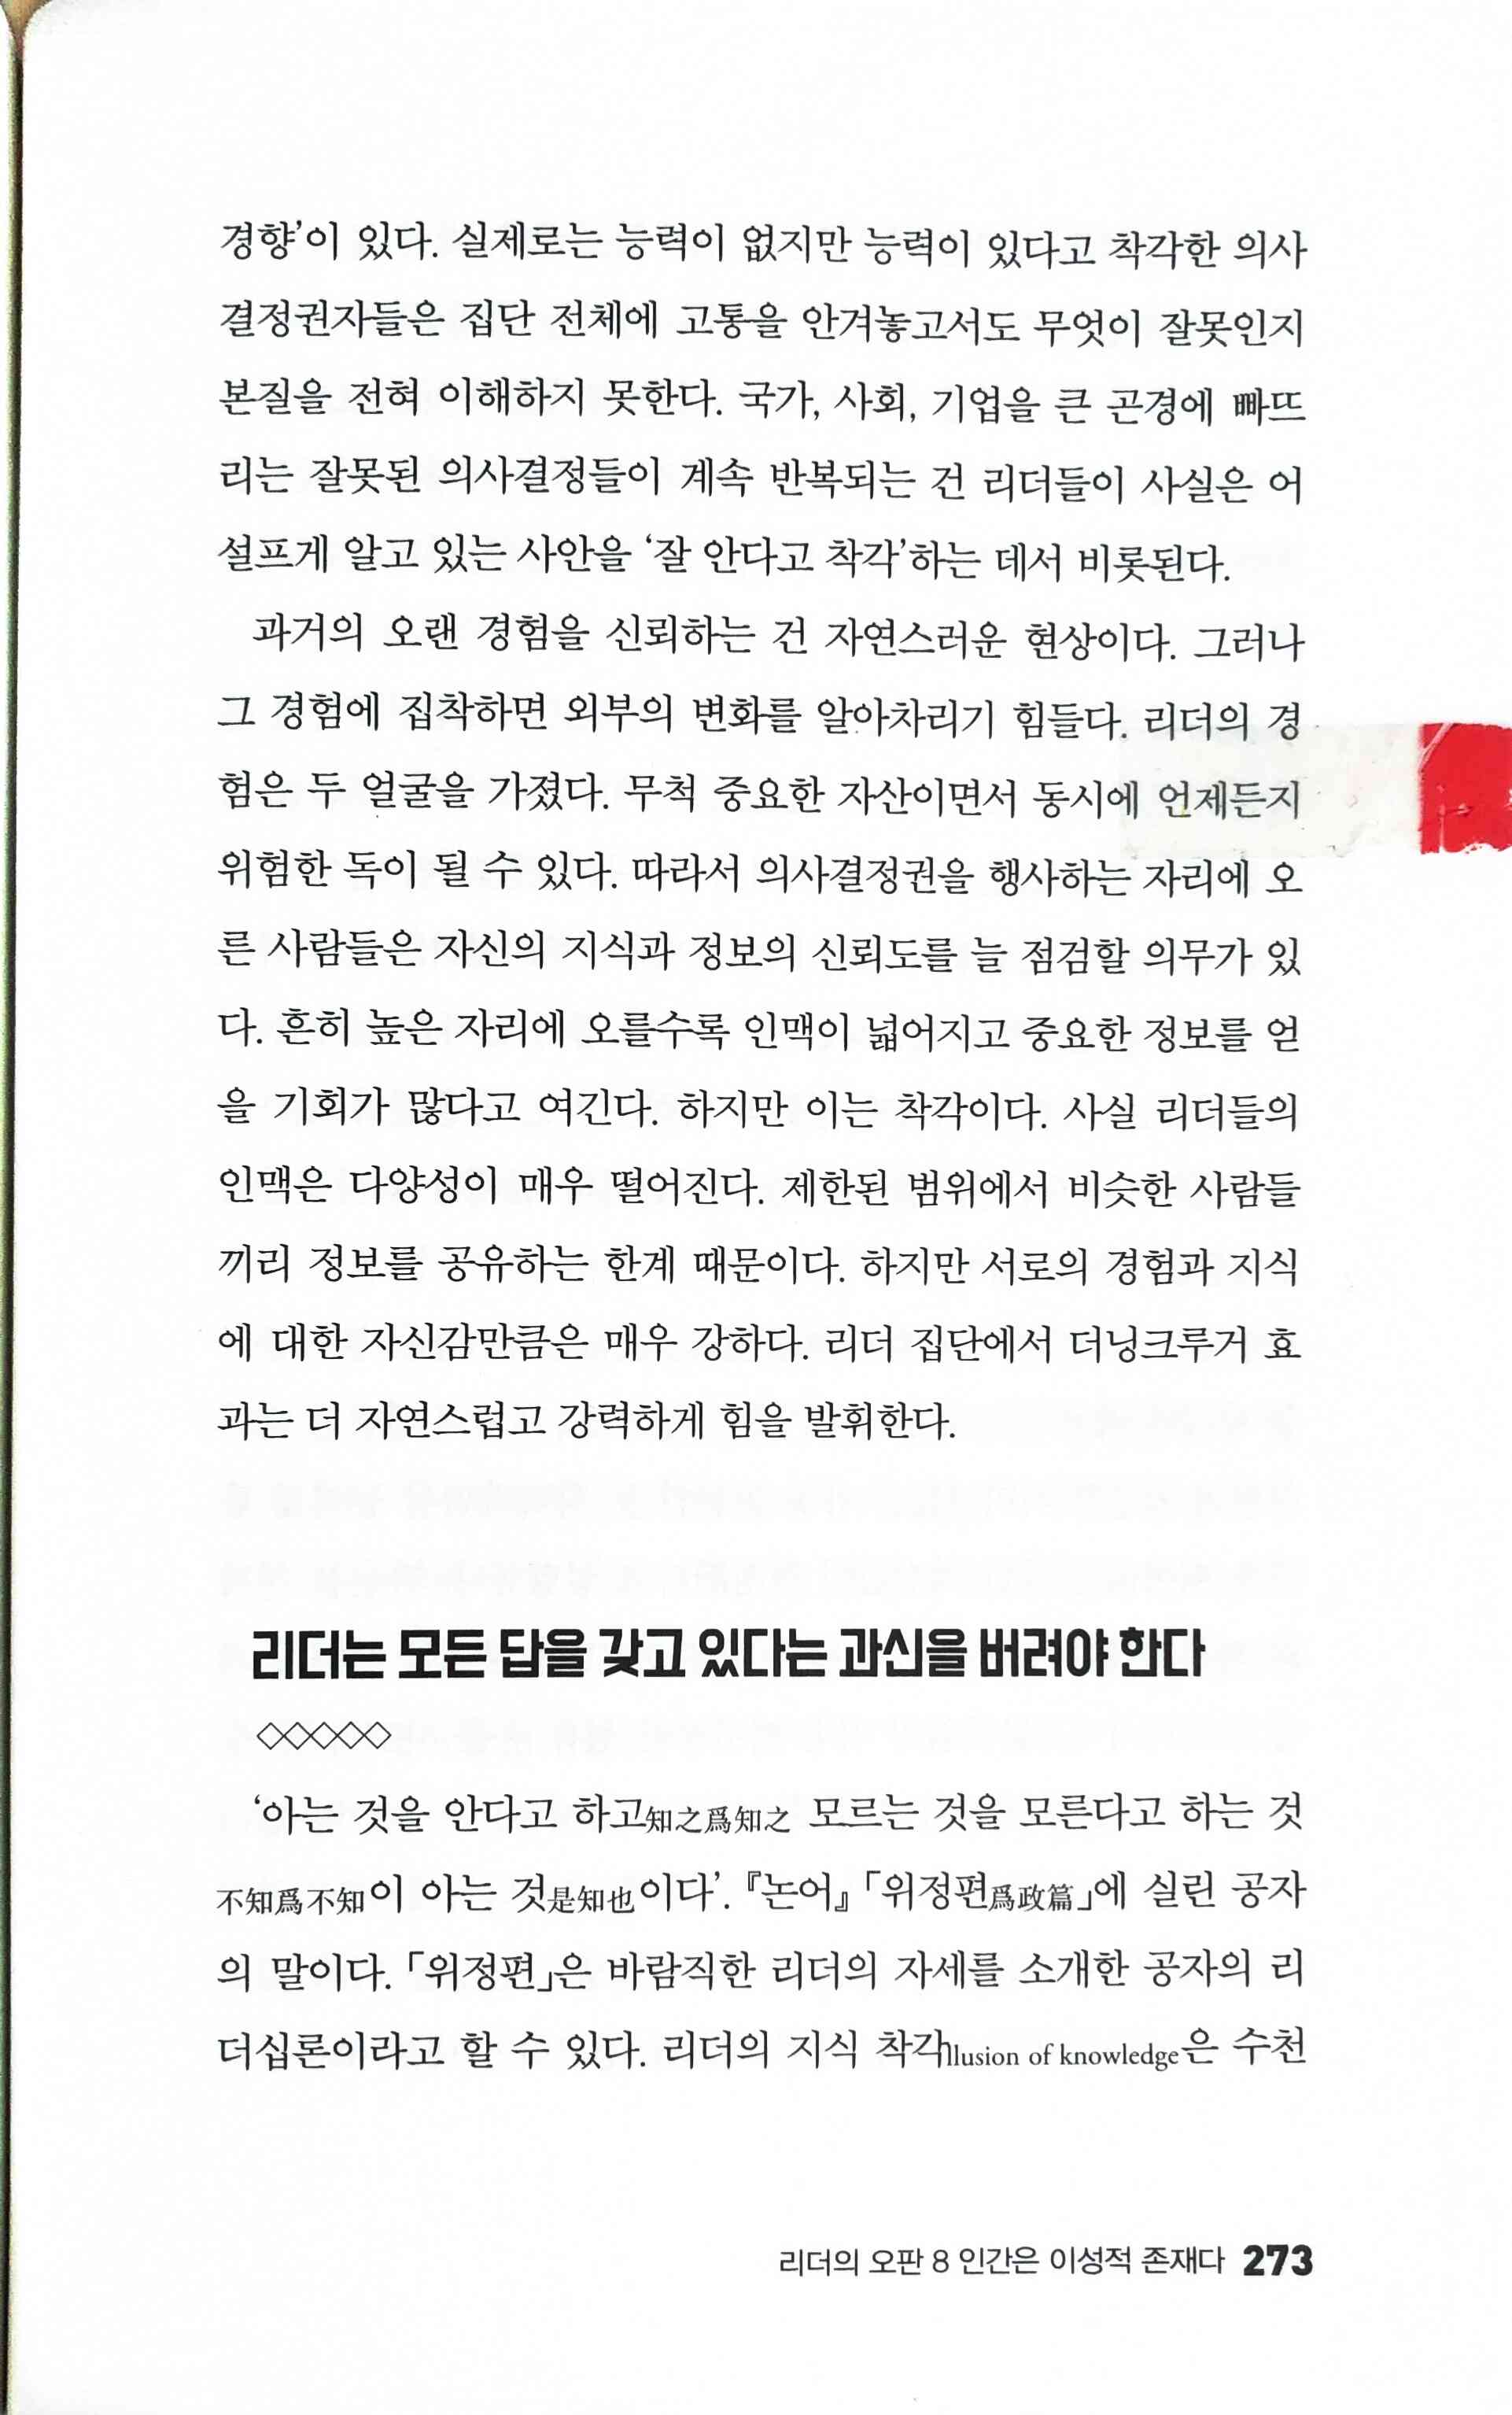 경향’이 있다. 실제로는 능력이 없지만 능력이 있다고 착각한 의사
결정권자들은 집단 전체에 고통을 안겨놓고서도 무엇이 잘못인지
본질을 전혀 이해하지 못한다. 국가, 사회, 기업을 큰 곤경에 빠뜨
리는 잘못된 의사결정들이 계속 반복되는 건 리더들이 사실은 어
설프게 알고 있는 사안을 ‘잘 안다고 착각’하는 데서 비롯된다.
과거의 오랜 경험을 신뢰하는 건 자연스러운 현상이다. 그러나
그 경험에 집착하면 외부의 변화를 알아차리기 힘들다. 리더의 경
험은 두 얼굴을 가졌다. 무척 중요한 자산이면서 동시에 언제든지
위험한 독이 될 수 있다. 따라서 의사결정권을 행사하는 자리에 오
른 사람들은 자신의 지식과 정보의 신뢰도를 늘 점검할 의무가 있
다. 흔히 높은 자리에 오를수록 인맥이 넓어지고 중요한 정보를 얻
을 기회가 많다고 여긴다. 하지만 이는 착각이다. 사실 리더들의
인맥은 다양성이 매우 떨어진다. 제한된 범위에서 비슷한 사람들
끼리 정보를 공유하는 한계 때문이다. 하지만 서로의 경험과 지식
에 대한 자신감만큼은 매우 강하다. 리더 집단에서 더닝크루거 효
과는 더 자연스럽고 강력하게 힘을 발휘한다.
리더는 모든 답을 갖고 있다는 과신을 버려야 한다
‘아는 것을 안다고 하고知之爲知之 모르는 것을 모른다고 하는 것
不知爲不知이 아는 것是知也이다’. 『논어』 「위정편爲政篇」에 실린 공자
의 말이다. 「위정편」은 바람직한 리더의 자세를 소개한 공자의 리
더십론이라고 할 수 있다. 리더의 지식 착각llusion of knowledge은 수천
리더의 오판 8 인간은 이성적 존재다 273